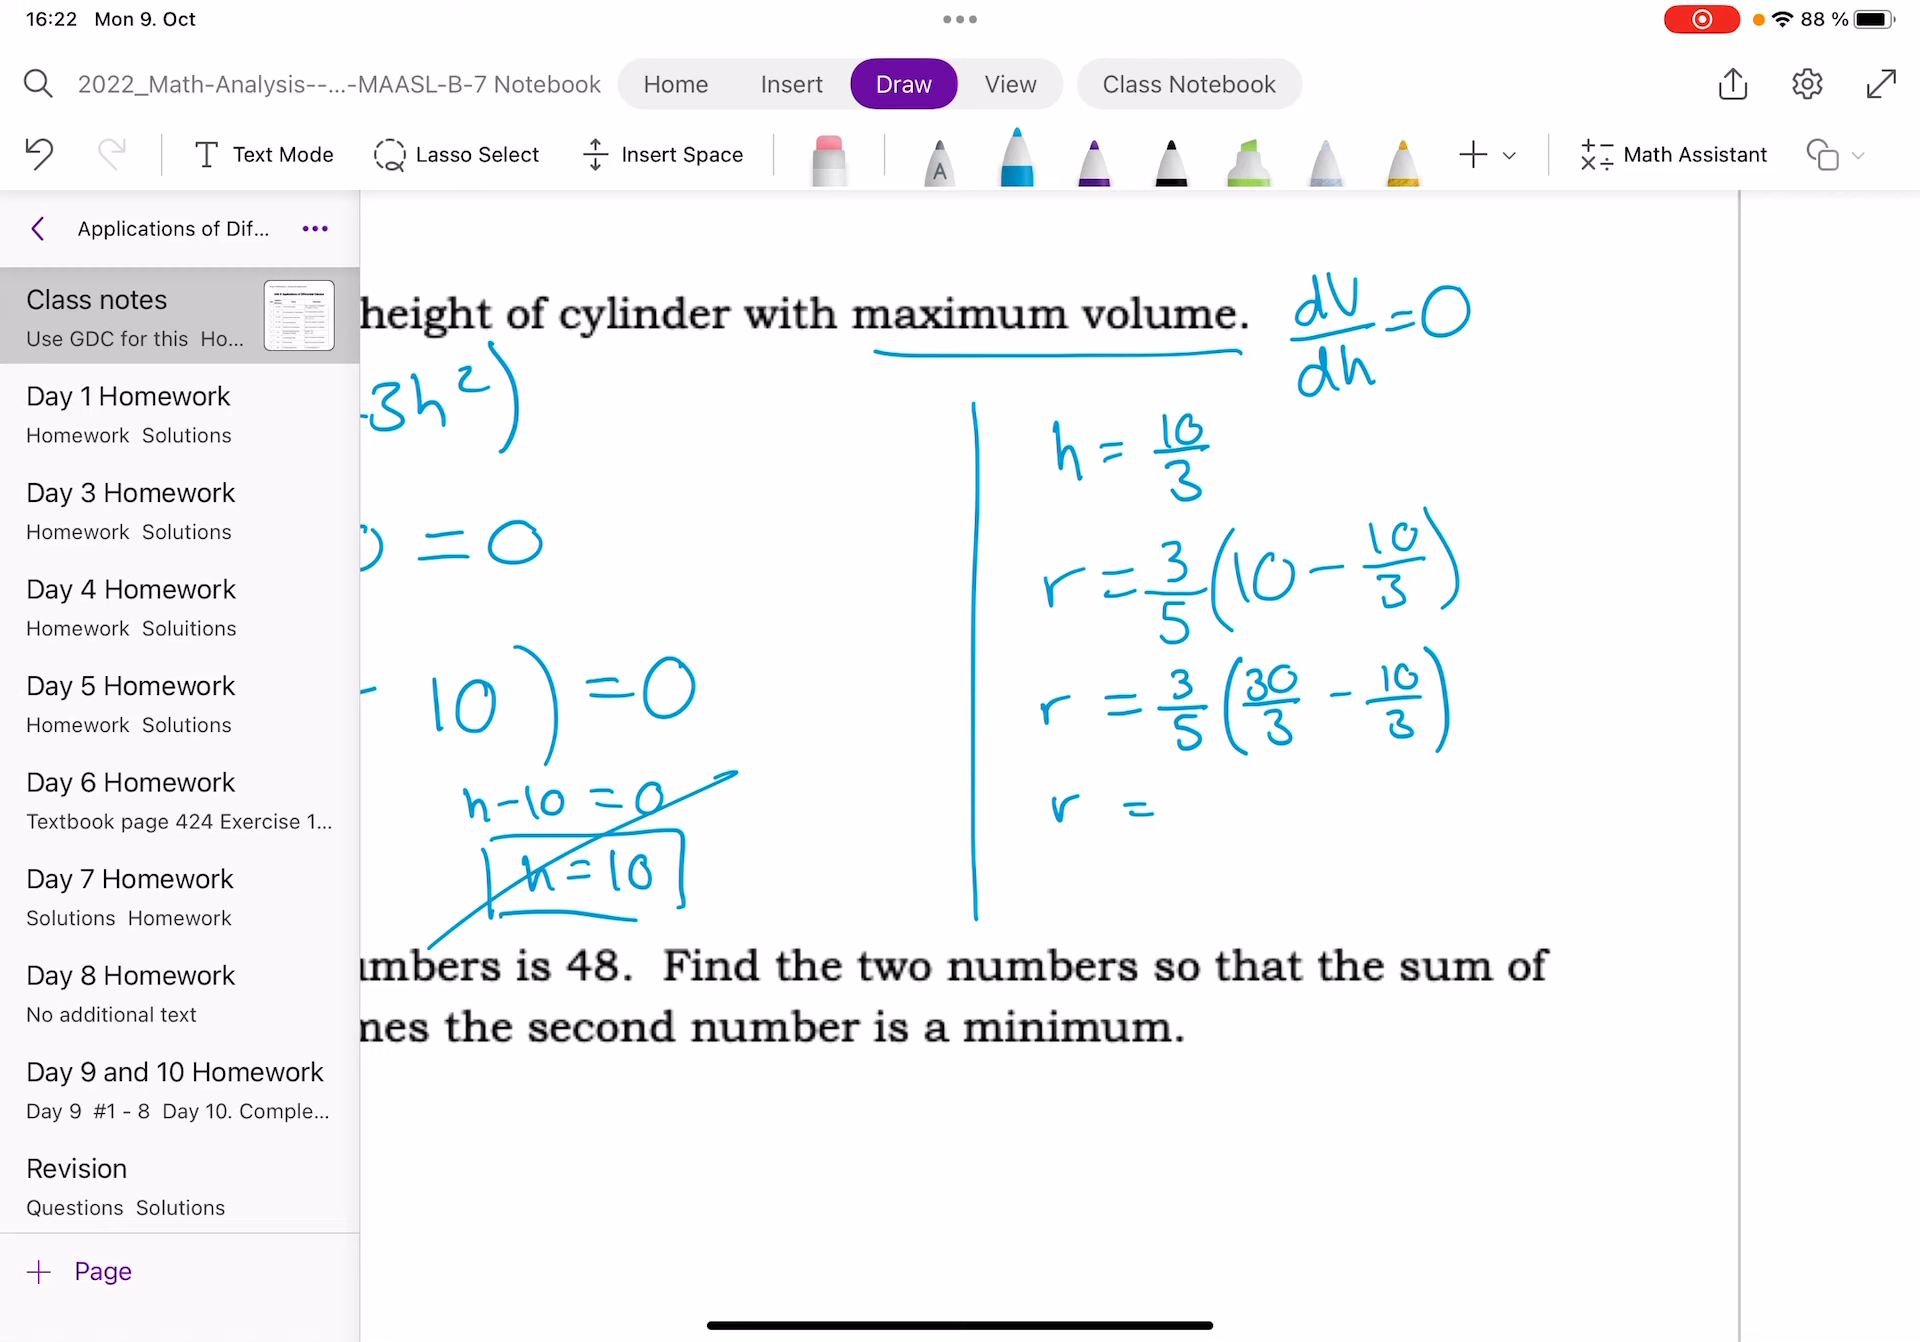 16:22 Mon 9. Oct
88 %
2022_Math-Analysis--...-MAASL-B-7 Notebook
Home Insert Draw View Class Notebook
Text Mode Lasso Select Insert Space A Math Assistant
Applications of Dif...
Class notes
Use GDC for this Ho...
Day 1 Homework
Homework Solutions
Day 3 Homework
Homework Solutions
Day 4 Homework
Homework Soluitions
Day 5 Homework
Homework Solutions
Day 6 Homework
Textbook page 424 Exercise 1...
Day 7 Homework
Solutions Homework
Day 8 Homework
No additional text
Day 9 and 10 Homework
Day 9 #1 - 8 Day 10. Comple...
Revision
Questions Solutions
Page
height of cylinder with maximum volume. dV/dh = 0
-3h²)
) = 0
- 10) = 0
h-10 = 0
h = 10
h = 10/3
r = 3/5 (10 - 10/3)
r = 3/5 (30/3 - 10/3)
r =
umbers is 48. Find the two numbers so that the sum of
mes the second number is a minimum.